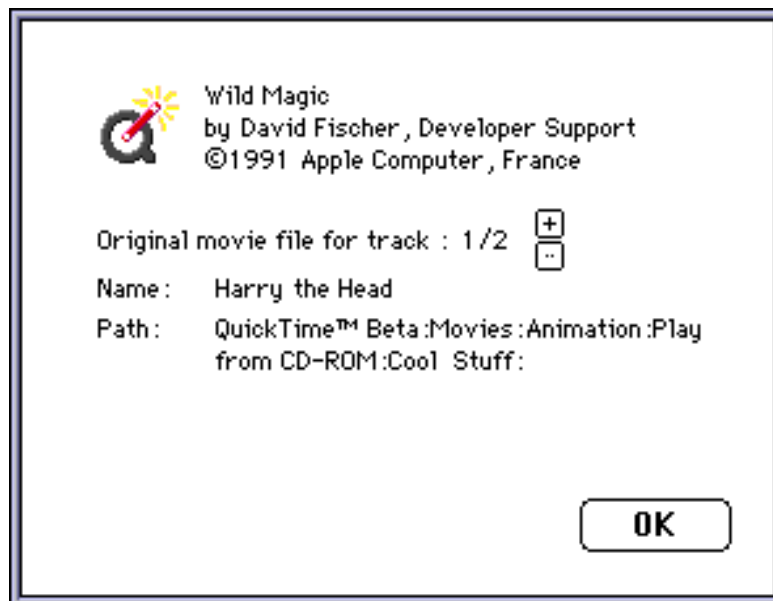 Wild Magic
by David Fischer, Developer Support
©1991 Apple Computer, France
Original movie file for track : 1/2 +
--
Name: Harry the Head
Path: QuickTime™ Beta:Movies:Animation:Play
from CD-ROM:Cool Stuff:
OK